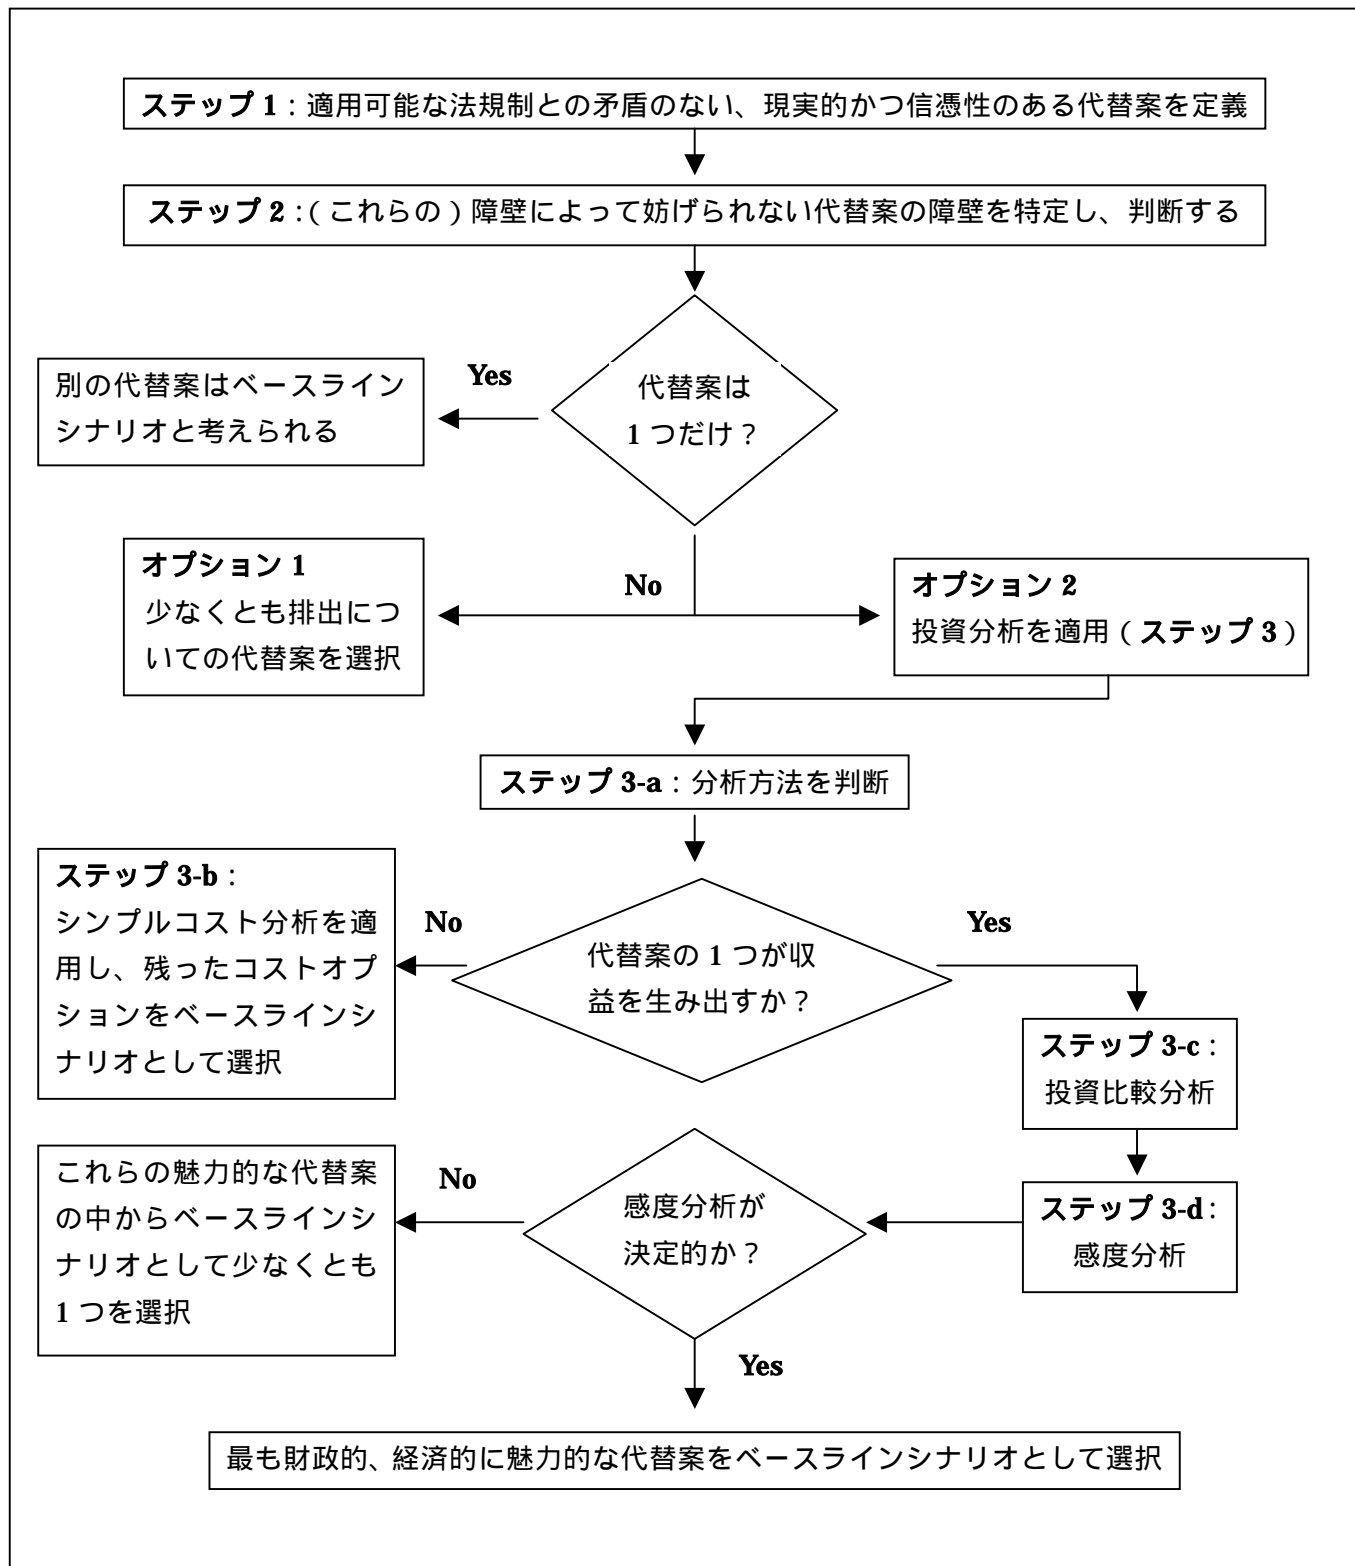 ステップ 1：適用可能な法規制との矛盾のない、現実的かつ信憑性のある代替案を定義
ステップ 2：（これらの）障壁によって妨げられない代替案の障壁を特定し、判断する
代替案は
1 つだけ？
Yes
別の代替案はベースライン
シナリオと考えられる
No
オプション 1
少なくとも排出につ
いての代替案を選択
オプション 2
投資分析を適用（ステップ 3）
ステップ 3-a：分析方法を判断
代替案の 1 つが収
益を生み出すか？
No
ステップ 3-b：
シンプルコスト分析を適
用し、残ったコストオプ
ションをベースラインシ
ナリオとして選択
Yes
ステップ 3-c：
投資比較分析
ステップ 3-d：
感度分析
感度分析が
決定的か？
No
これらの魅力的な代替案
の中からベースラインシ
ナリオとして少なくとも
1 つを選択
Yes
最も財政的、経済的に魅力的な代替案をベースラインシナリオとして選択